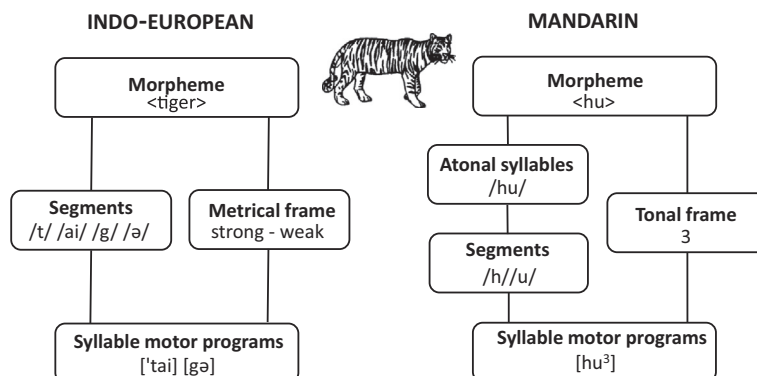 INDO-EUROPEAN
Morpheme
<tiger>
Segments
/t/ /ai/ /g/ /ə/
Metrical frame
strong - weak
Syllable motor programs
['tai] [gə]
MANDARIN
Morpheme
<hu>
Atonal syllables
/hu/
Segments
/h//u/
Tonal frame
3
Syllable motor programs
[hu³]